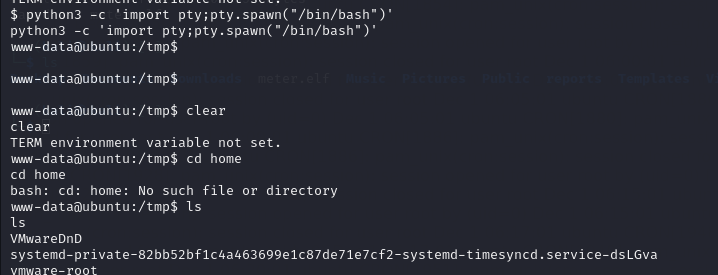 TERM environment variable not set.
$ python3 -c 'import pty;pty.spawn("/bin/bash")'
python3 -c 'import pty;pty.spawn("/bin/bash")'
www-data@ubuntu:/tmp$
www-data@ubuntu:/tmp$
www-data@ubuntu:/tmp$ clear
clear
TERM environment variable not set.
www-data@ubuntu:/tmp$ cd home
cd home
bash: cd: home: No such file or directory
www-data@ubuntu:/tmp$ ls
ls
VMwareDnD
systemd-private-82bb52bf1c4a463699e1c87de71e7cf2-systemd-timesyncd.service-dsLGva
vmware-root